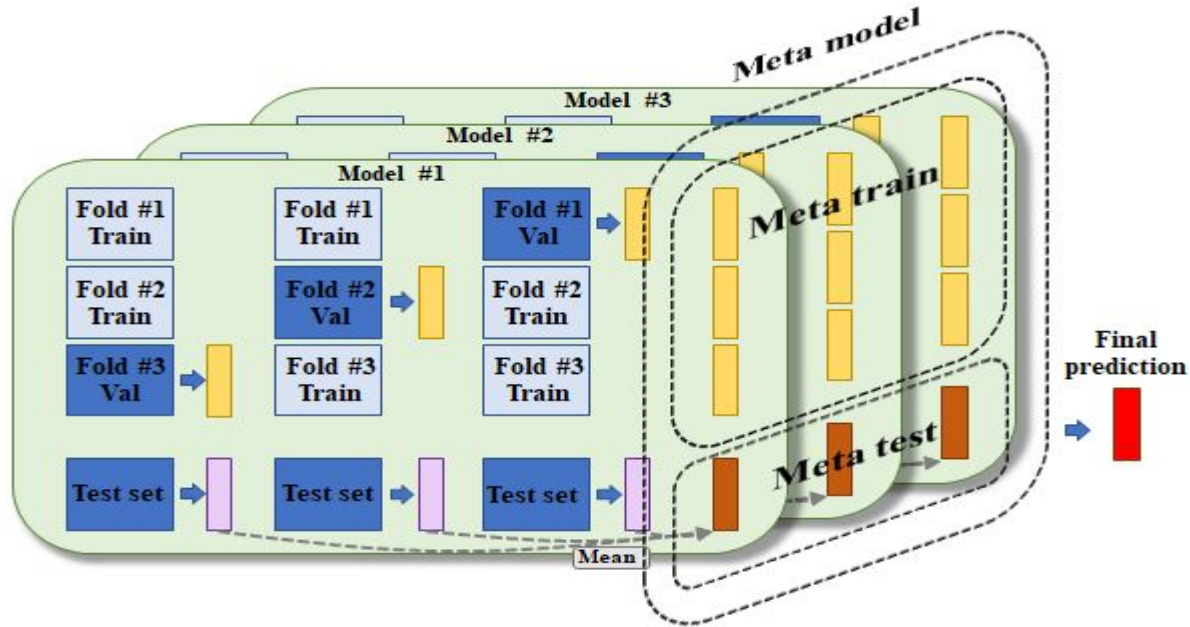 Meta model
Model #3
Model #2
Model #1
Meta train
Fold #1
Train
Fold #1
Train
Fold #1
Val
Fold #2
Train
Fold #2
Val
Fold #2
Train
Fold #3
Val
Fold #3
Train
Fold #3
Train
Final
prediction
Meta test
Test set
Test set
Test set
Mean